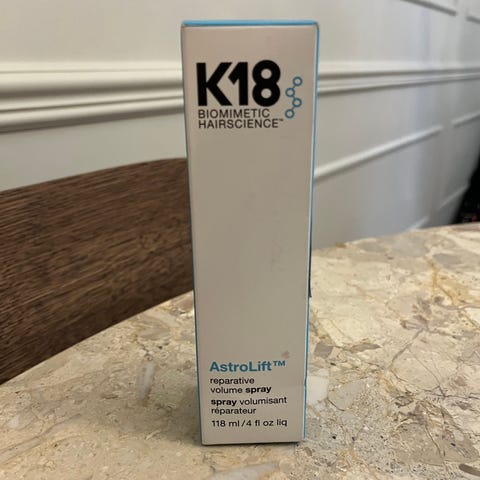 K18
BIOMIMETIC
HAIRSCIENCE™
AstroLift™
reparative
volume spray
spray volumisant
réparateur
118 ml/4 fl oz liq